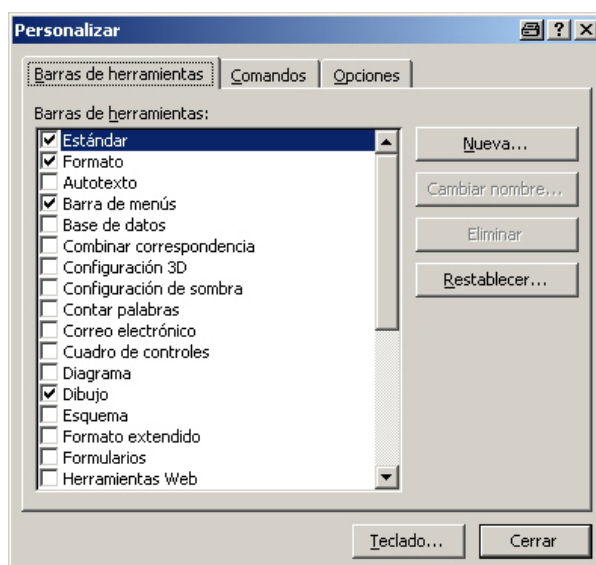 Personalizar
Barras de herramientas
Comandos
Opciones
Barras de herramientas:
Estándar
Formato
Autotexto
Barra de menús
Base de datos
Combinar correspondencia
Configuración 3D
Configuración de sombra
Contar palabras
Correo electrónico
Cuadro de controles
Diagrama
Dibujo
Esquema
Formato extendido
Formularios
Herramientas Web
Nueva...
Cambiar nombre...
Eliminar
Restablecer...
Teclado...
Cerrar